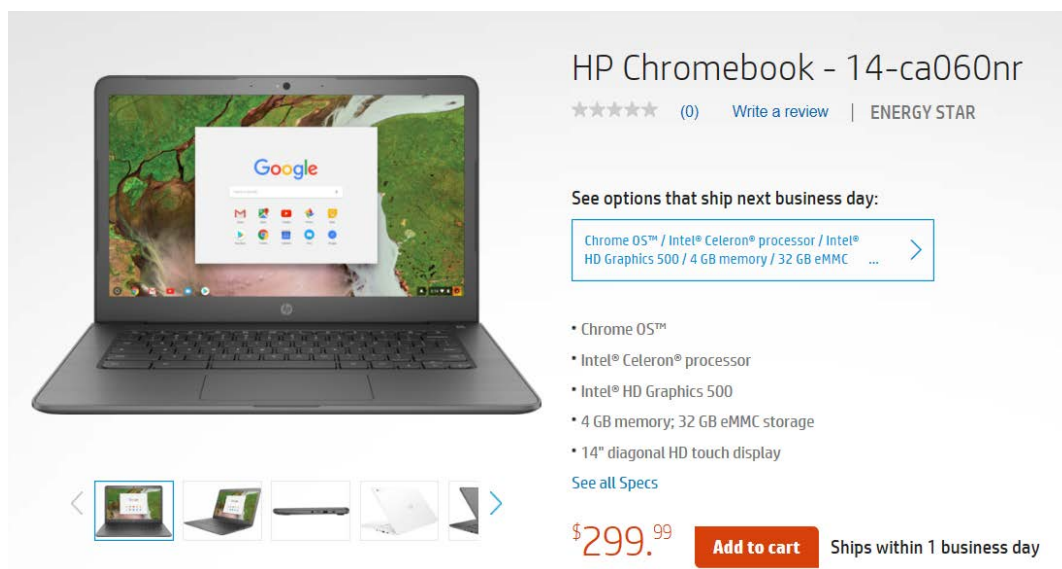 HP Chromebook - 14-ca060nr
(0) Write a review | ENERGY STAR
See options that ship next business day:
Chrome OS™ / Intel® Celeron® processor / Intel®
HD Graphics 500 / 4 GB memory / 32 GB eMMC ...
• Chrome OS™
• Intel® Celeron® processor
• Intel® HD Graphics 500
• 4 GB memory; 32 GB eMMC storage
• 14" diagonal HD touch display
See all Specs
$299.99 Add to cart Ships within 1 business day
Google
hp